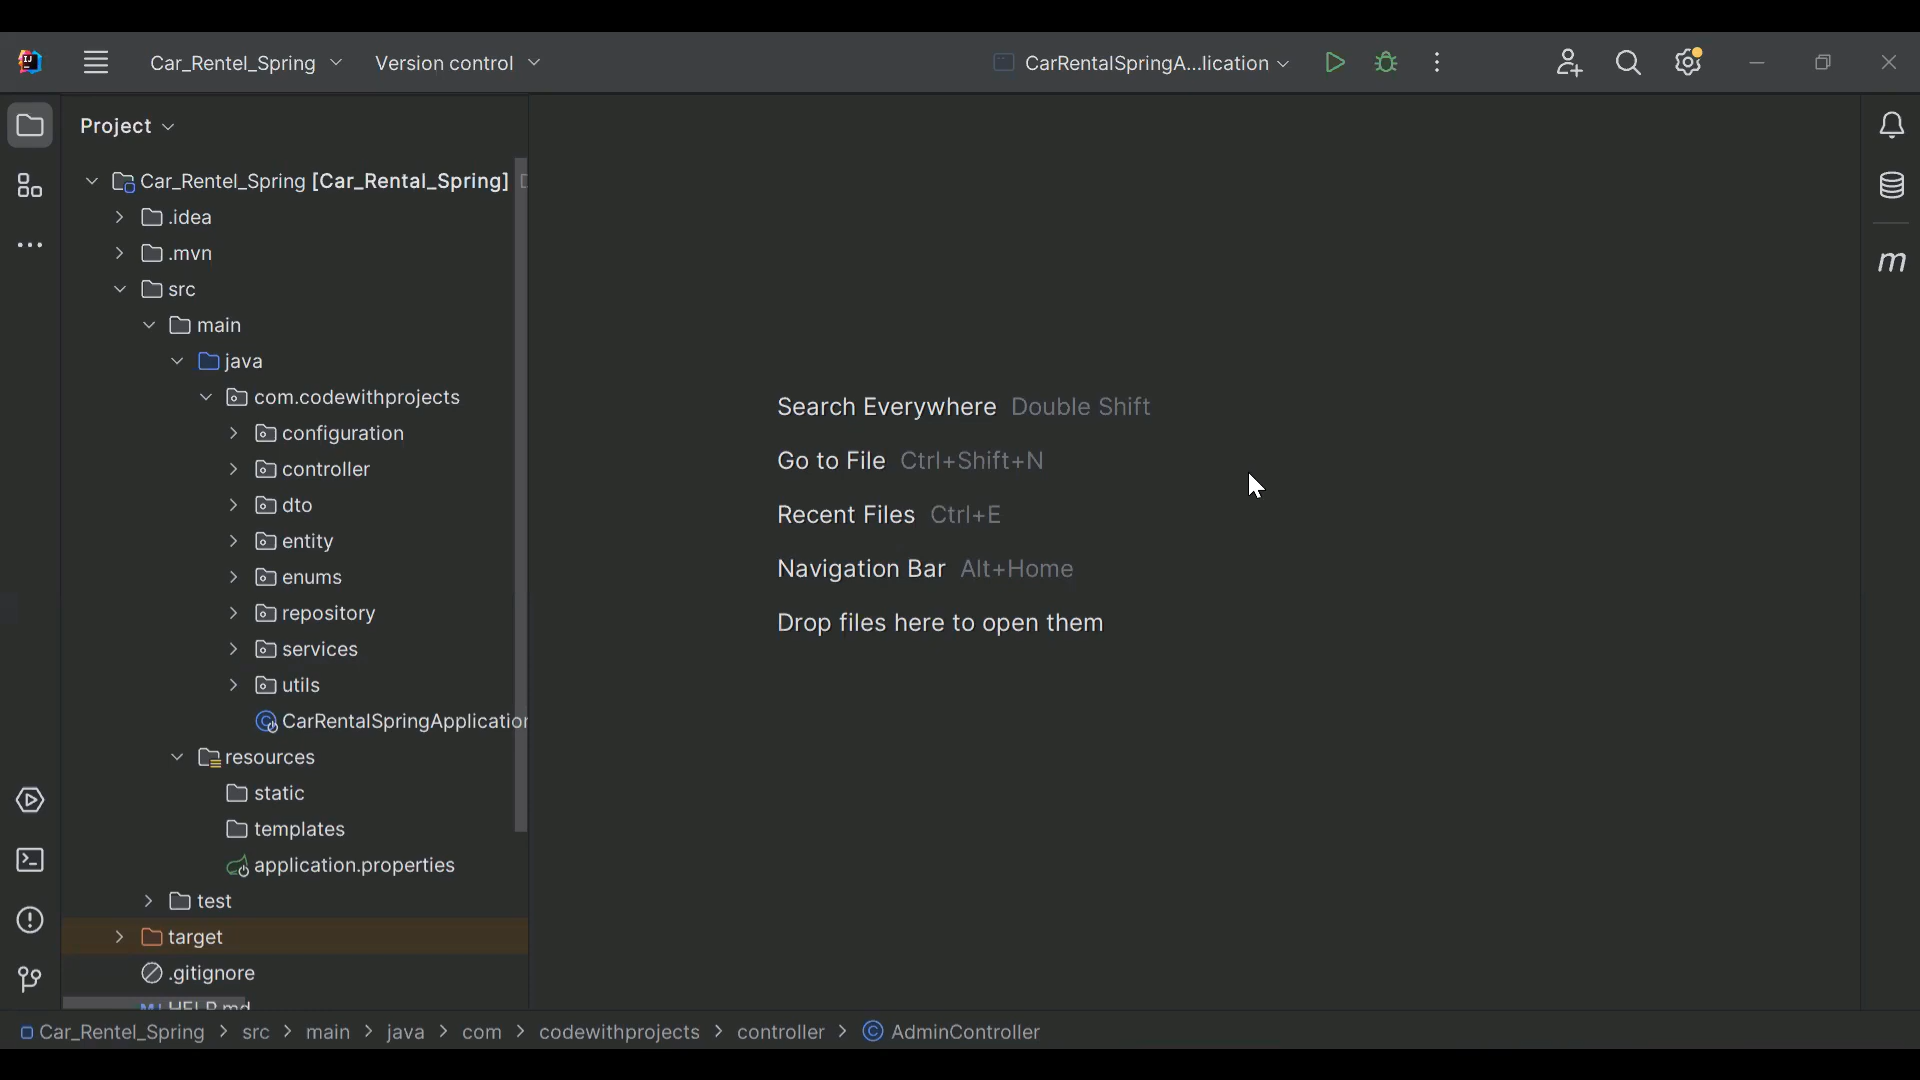 Car_Rentel_Spring Version control CarRentalSpringA...lication
Project
Car_Rentel_Spring [Car_Rental_Spring]
.idea
.mvn
src
main
java
com.codewithprojects
configuration
controller
dto
entity
enums
repository
services
utils
CarRentalSpringApplication
resources
static
templates
application.properties
test
target
.gitignore
HELP.md
Search Everywhere Double Shift
Go to File Ctrl+Shift+N
Recent Files Ctrl+E
Navigation Bar Alt+Home
Drop files here to open them
m
Car_Rentel_Spring > src > main > java > com > codewithprojects > controller > AdminController